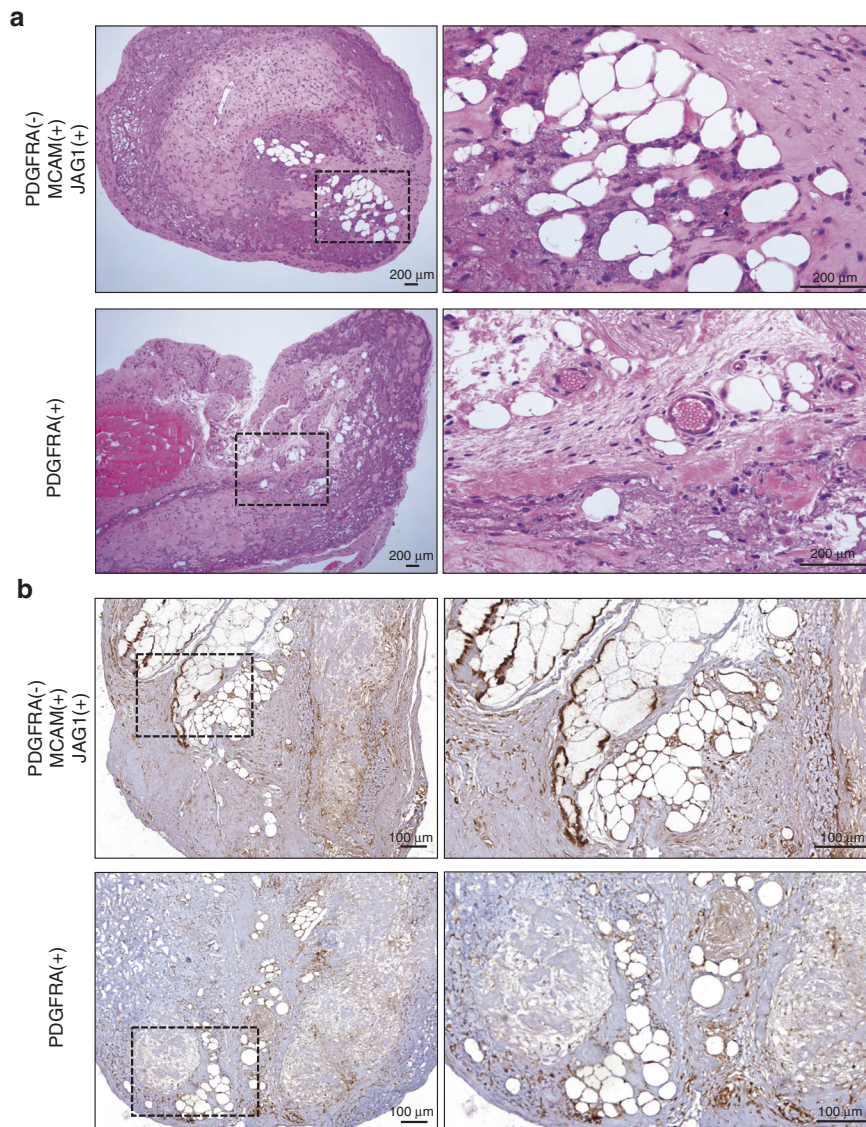 a
PDGFRA(-)
MCAM(+)
JAG1(+)
200 µm
200 µm
PDGFRA(+)
200 µm
200 µm
b
PDGFRA(-)
MCAM(+)
JAG1(+)
100 µm
100 µm
PDGFRA(+)
100 µm
100 µm